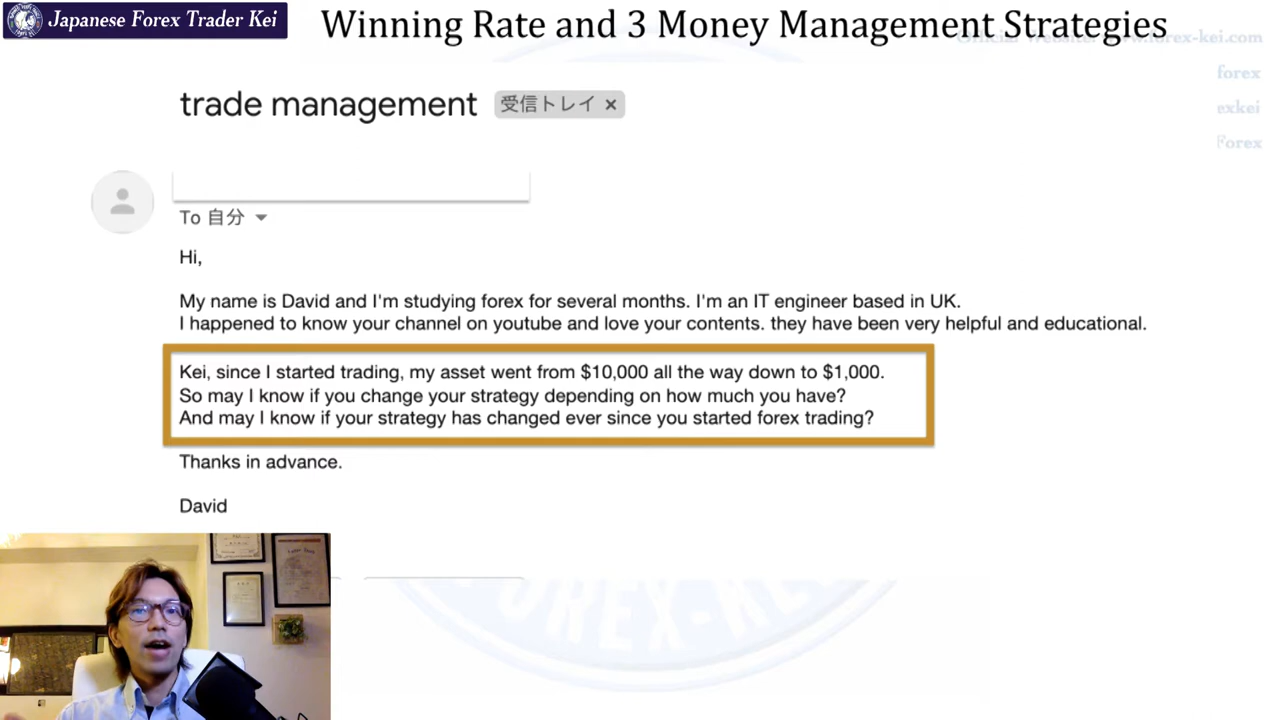 Japanese Forex Trader Kei
Winning Rate and 3 Money Management Strategies
forex
exkei
Forex
trade management 受信トレイ ×
To 自分
Hi,
My name is David and I'm studying forex for several months. I'm an IT engineer based in UK.
I happened to know your channel on youtube and love your contents. they have been very helpful and educational.
Kei, since I started trading, my asset went from $10,000 all the way down to $1,000.
So may I know if you change your strategy depending on how much you have?
And may I know if your strategy has changed ever since you started forex trading?
Thanks in advance.
David
FOREX-KEI